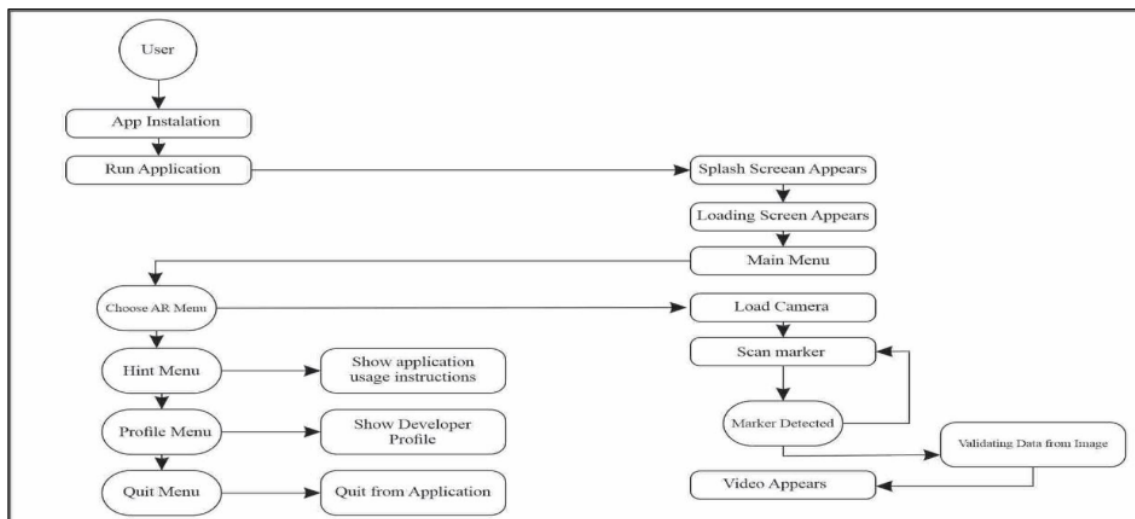 User
App Instalation
Run Application
Splash Screean Appears
Loading Screen Appears
Main Menu
Choose AR Menu
Load Camera
Scan marker
Hint Menu
Show application
usage instructions
Profile Menu
Show Developer
Profile
Marker Detected
Validating Data from Image
Quit Menu
Quit from Application
Video Appears